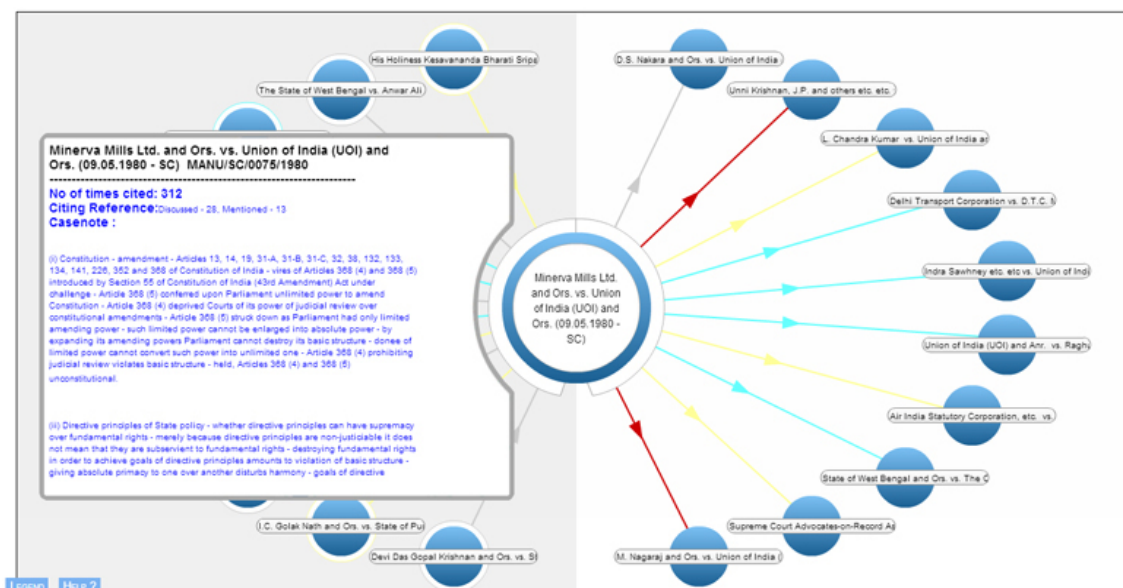 His Holiness Kesavananda Bharati Sripa
The State of West Bengal vs. Anwar Ali
Minerva Mills Ltd. and Ors. vs. Union of India (UOI) and
Ors. (09.05.1980 - SC) MANU/SC/0075/1980
No of times cited: 312
Citing Reference:Discussed - 28, Mentioned - 13
Casenote :
(i) Constitution - amendment - Articles 13, 14, 19, 31-A, 31-B, 31-C, 32, 38, 132, 133,
134, 141, 226, 352 and 368 of Constitution of India - vires of Articles 368 (4) and 368 (5)
introduced by Section 55 of Constitution of India (43rd Amendment) Act under
challenge - Article 368 (5) conferred upon Parliament unlimited power to amend
Constitution - Article 368 (4) deprived Courts of its power of judicial review over
constitutional amendments - Article 368 (5) struck down as Parliament had only limited
amending power - such limited power cannot be enlarged into absolute power - by
expanding its amending powers Parliament cannot destroy its basic structure - donee of
limited power cannot convert such power into unlimited one - Article 368 (4) prohibiting
judicial review violates basic structure - held, Articles 368 (4) and 368 (5)
unconstitutional.
(ii) Directive principles of State policy - whether directive principles can have supremacy
over fundamental rights - merely because directive principles are non-justiciable it does
not mean that they are subservient to fundamental rights - destroying fundamental rights
in order to achieve goals of directive principles amounts to violation of basic structure -
giving absolute primacy to one over another disturbs harmony - goals of directive
I.C. Golak Nath and Ors. vs. State of Pu
Devi Das Gopal Krishnan and Ors. vs. St
Minerva Mills Ltd.
and Ors. vs. Union
of India (UOI) and
Ors. (09.05.1980 -
SC)
D.S. Nakara and Ors. vs. Union of India
Unni Krishnan, J.P. and others etc. etc.
L. Chandra Kumar vs. Union of India a
Delhi Transport Corporation vs. D.T.C. M
Indra Sawhney etc. etc vs. Union of Indi
Union of India (UOI) and Anr. vs. Raghu
Air India Statutory Corporation, etc. vs.
State of West Bengal and Ors. vs. The C
Supreme Court Advocates-on-Record As
M. Nagaraj and Ors. vs. Union of India (
LEGEND HELP ?